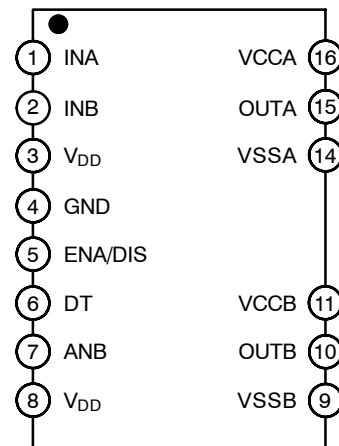 1 INA VCCA 16
2 INB OUTA 15
3 VDD VSSA 14
4 GND
5 ENA/DIS
6 DT VCCB 11
7 ANB OUTB 10
8 VDD VSSB 9